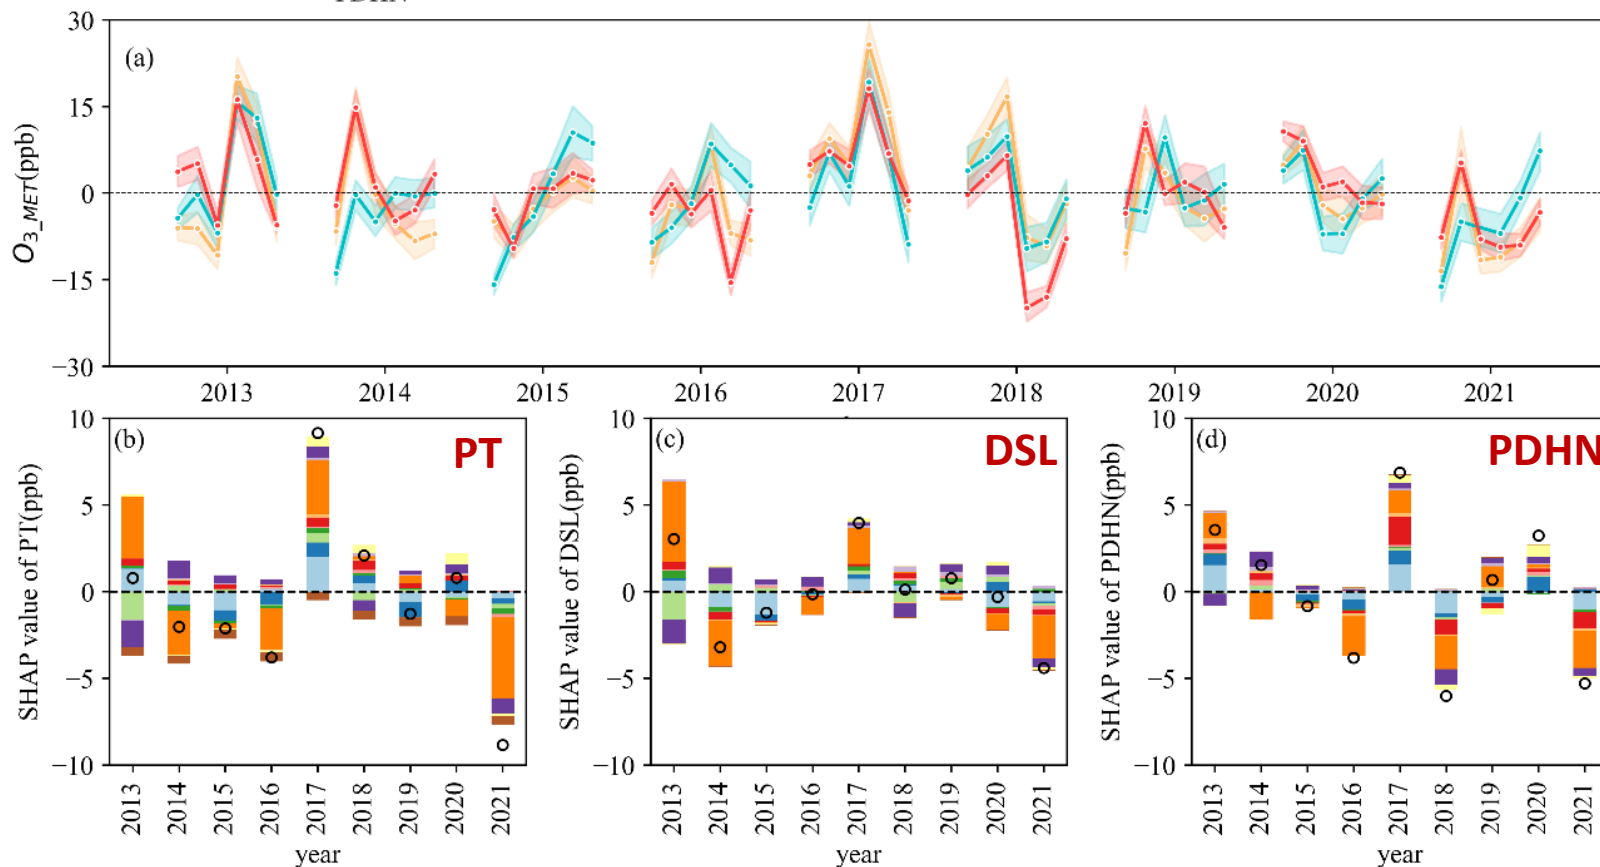 PDHN
(a)
O3_MET(ppb)
30
15
0
−15
−30
2013 2014 2015 2016 2017 2018 2019 2020 2021
(b) PT
SHAP value of PT(ppb)
10
5
0
−5
−10
2013 2014 2015 2016 2017 2018 2019 2020 2021
year
(c) DSL
SHAP value of DSL(ppb)
10
5
0
−5
−10
2013 2014 2015 2016 2017 2018 2019 2020 2021
year
(d) PDHN
SHAP value of PDHN(ppb)
10
5
0
−5
−10
2013 2014 2015 2016 2017 2018 2019 2020 2021
year